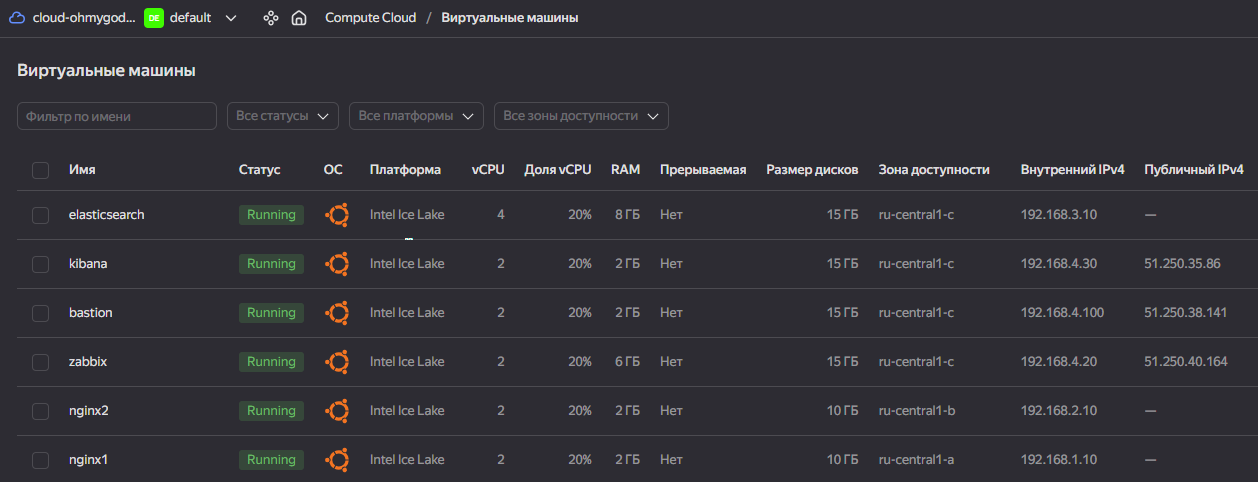 cloud-ohmygod... DE default Compute Cloud / Виртуальные машины
Виртуальные машины
Фильтр по имени Все статусы Все платформы Все зоны доступности
Имя Статус ОС Платформа vCPU Доля vCPU RAM Прерываемая Размер дисков Зона доступности Внутренний IPv4 Публичный IPv4
elasticsearch Running Intel Ice Lake 4 20% 8 ГБ Нет 15 ГБ ru-central1-c 192.168.3.10 —
kibana Running Intel Ice Lake 2 20% 2 ГБ Нет 15 ГБ ru-central1-c 192.168.4.30 51.250.35.86
bastion Running Intel Ice Lake 2 20% 2 ГБ Нет 15 ГБ ru-central1-c 192.168.4.100 51.250.38.141
zabbix Running Intel Ice Lake 2 20% 6 ГБ Нет 15 ГБ ru-central1-c 192.168.4.20 51.250.40.164
nginx2 Running Intel Ice Lake 2 20% 2 ГБ Нет 10 ГБ ru-central1-b 192.168.2.10 —
nginx1 Running Intel Ice Lake 2 20% 2 ГБ Нет 10 ГБ ru-central1-a 192.168.1.10 —